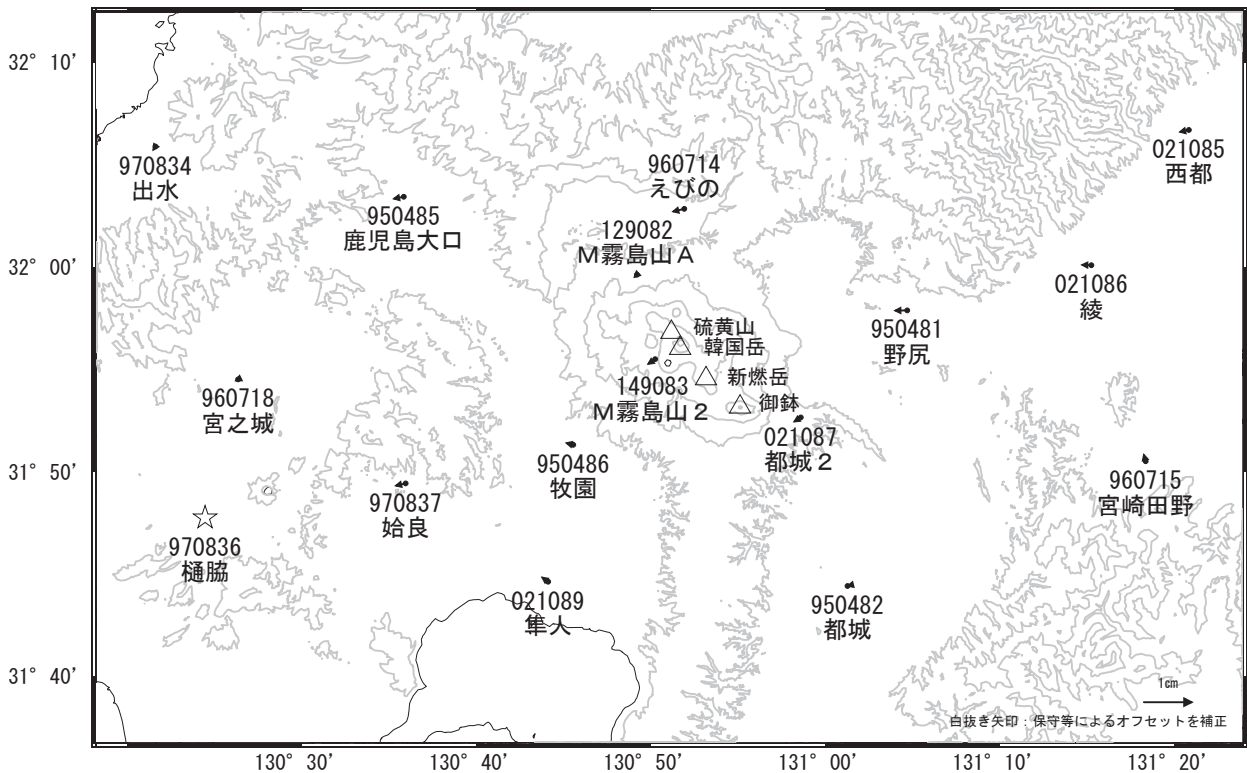 32° 10′
021085
西都
970834
出水
960714
えびの
950485
鹿児島大口
129082
M霧島山A
32° 00′
021086
綾
950481
野尻
硫黄山
韓国岳
新燃岳
御鉢
149083
M霧島山2
960718
宮之城
021087
都城2
31° 50′
950486
牧園
960715
宮崎田野
970837
姶良
970836
樋脇
021089
隼人
950482
都城
31° 40′
1cm
白抜き矢印：保守等によるオフセットを補正
130° 30′
130° 40′
130° 50′
131° 00′
131° 10′
131° 20′